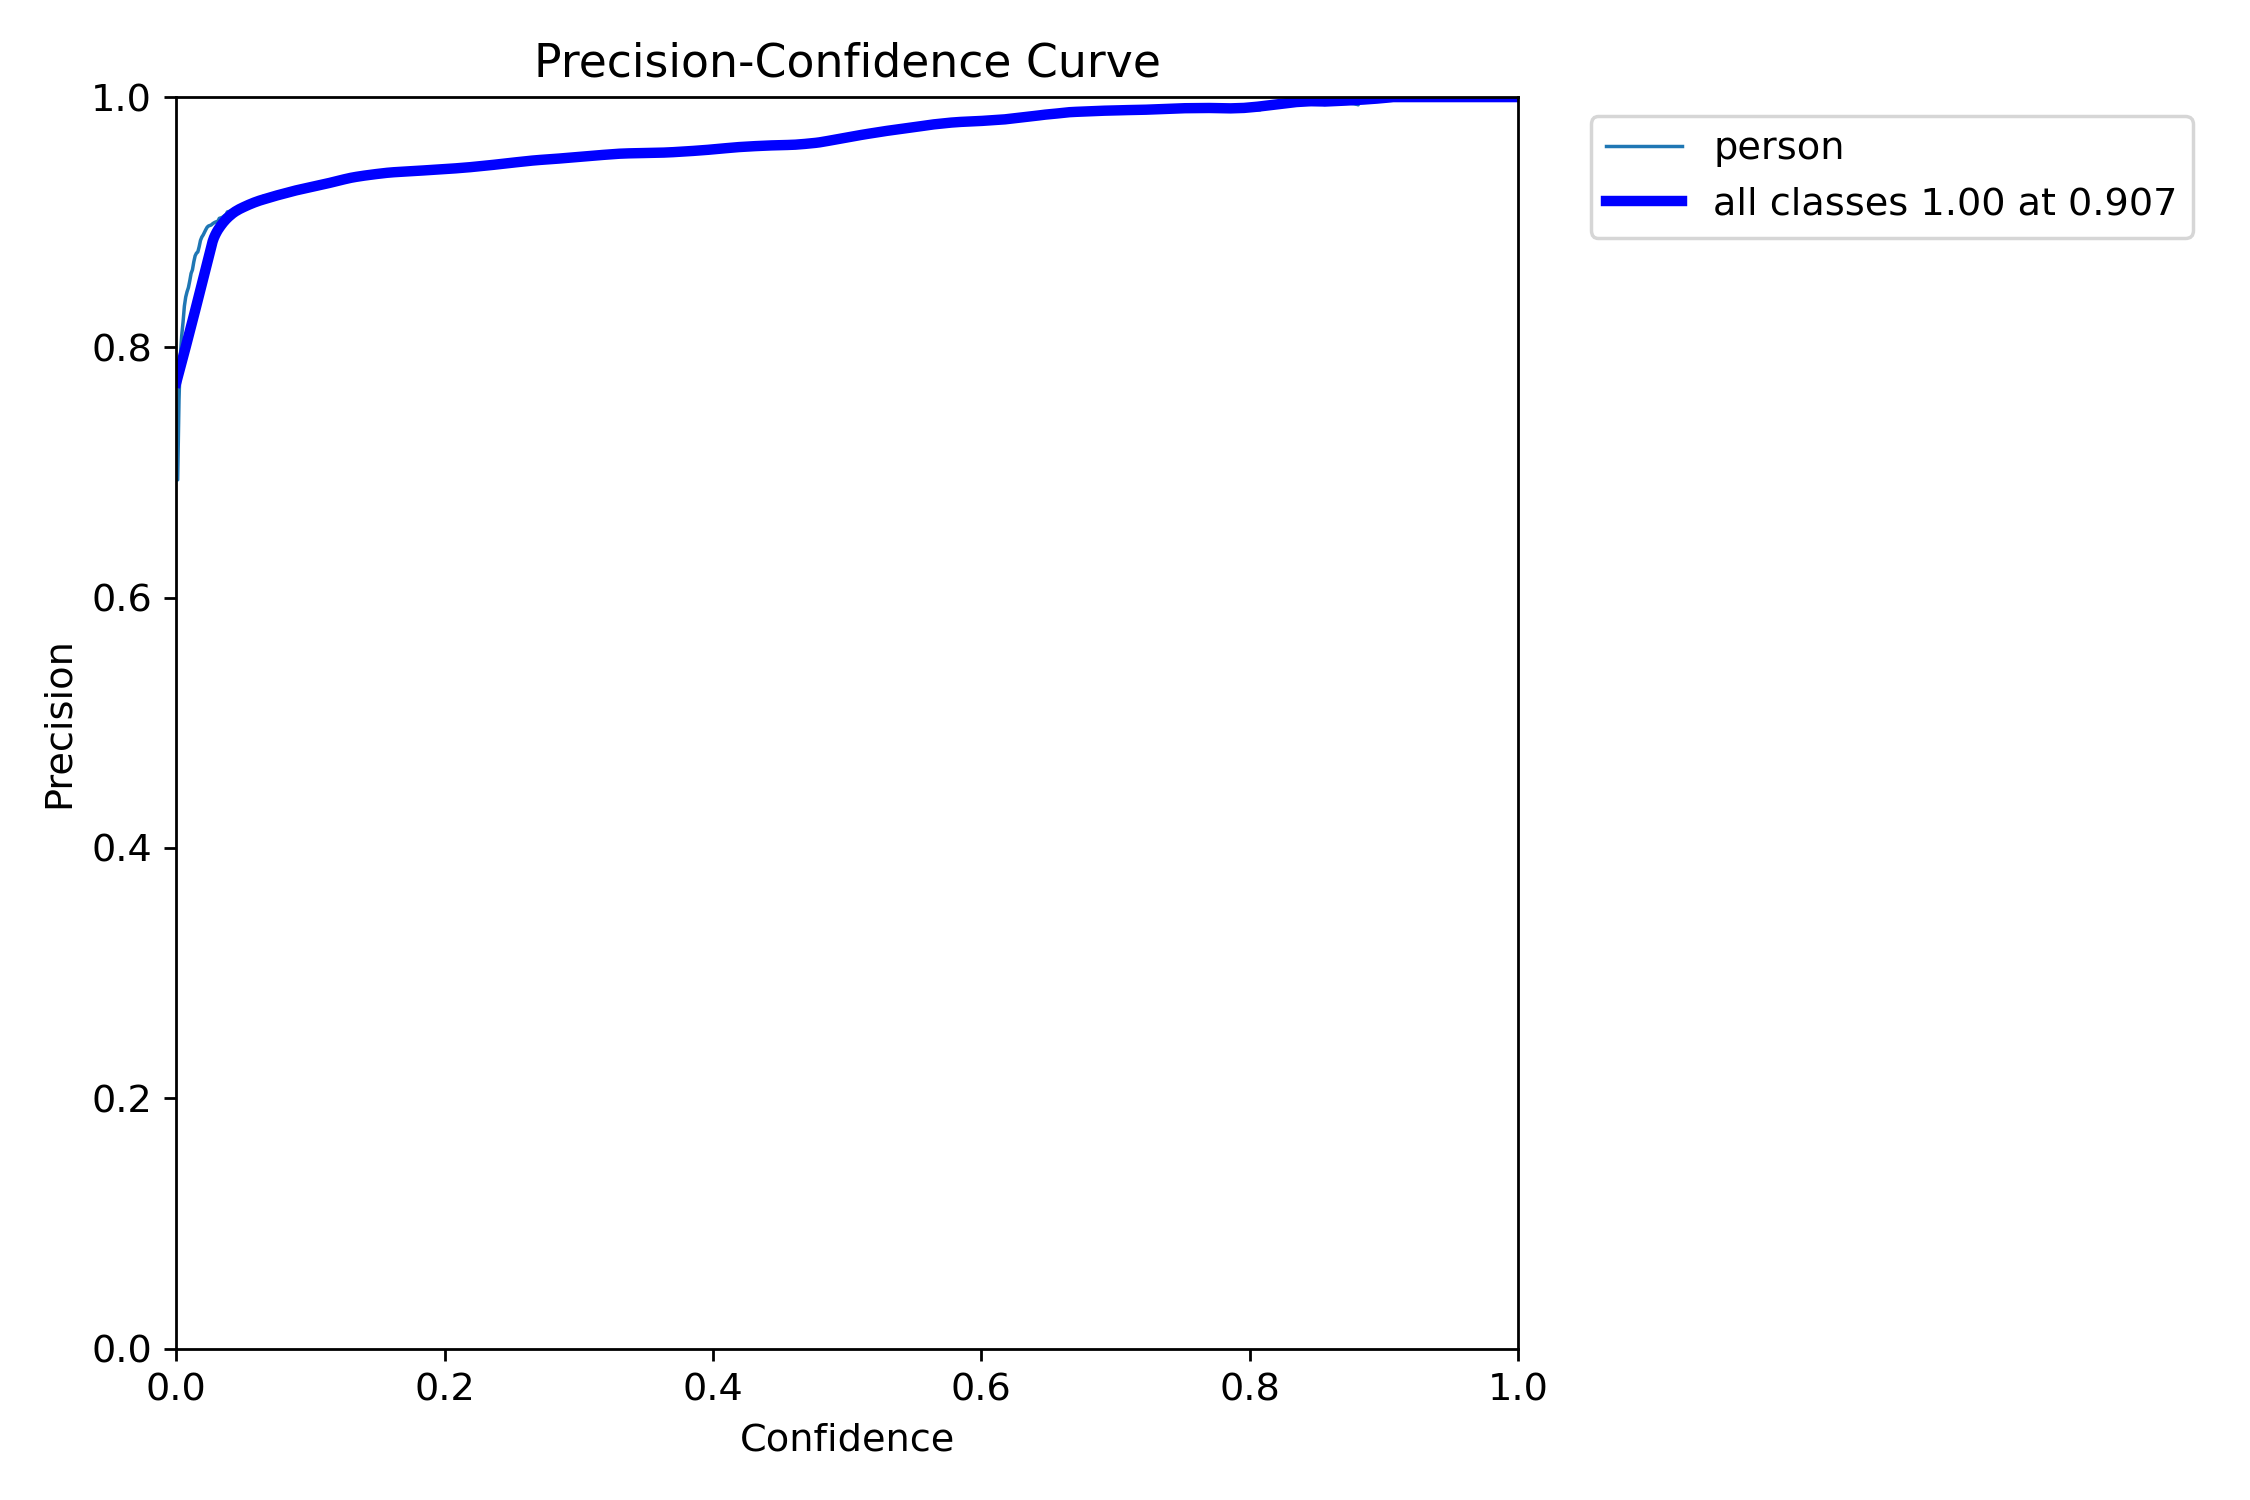 Precision-Confidence Curve
1.0
0.8
0.6
0.4
0.2
0.0
Precision
0.0 0.2 0.4 0.6 0.8 1.0
Confidence
person
all classes 1.00 at 0.907